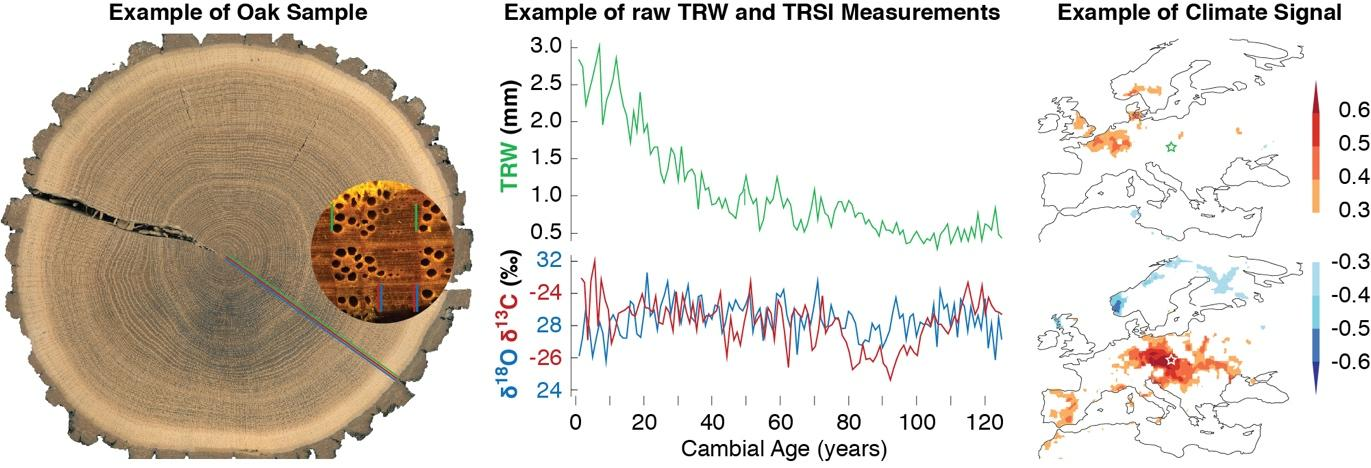 Example of Oak Sample
Example of raw TRW and TRSI Measurements
TRW (mm)
3.0
2.5
2.0
1.5
1.0
0.5
δ18O δ13C (‰)
32
-24
28
-26
24
0 20 40 60 80 100 120
Cambial Age (years)
Example of Climate Signal
0.6
0.5
0.4
0.3
-0.3
-0.4
-0.5
-0.6